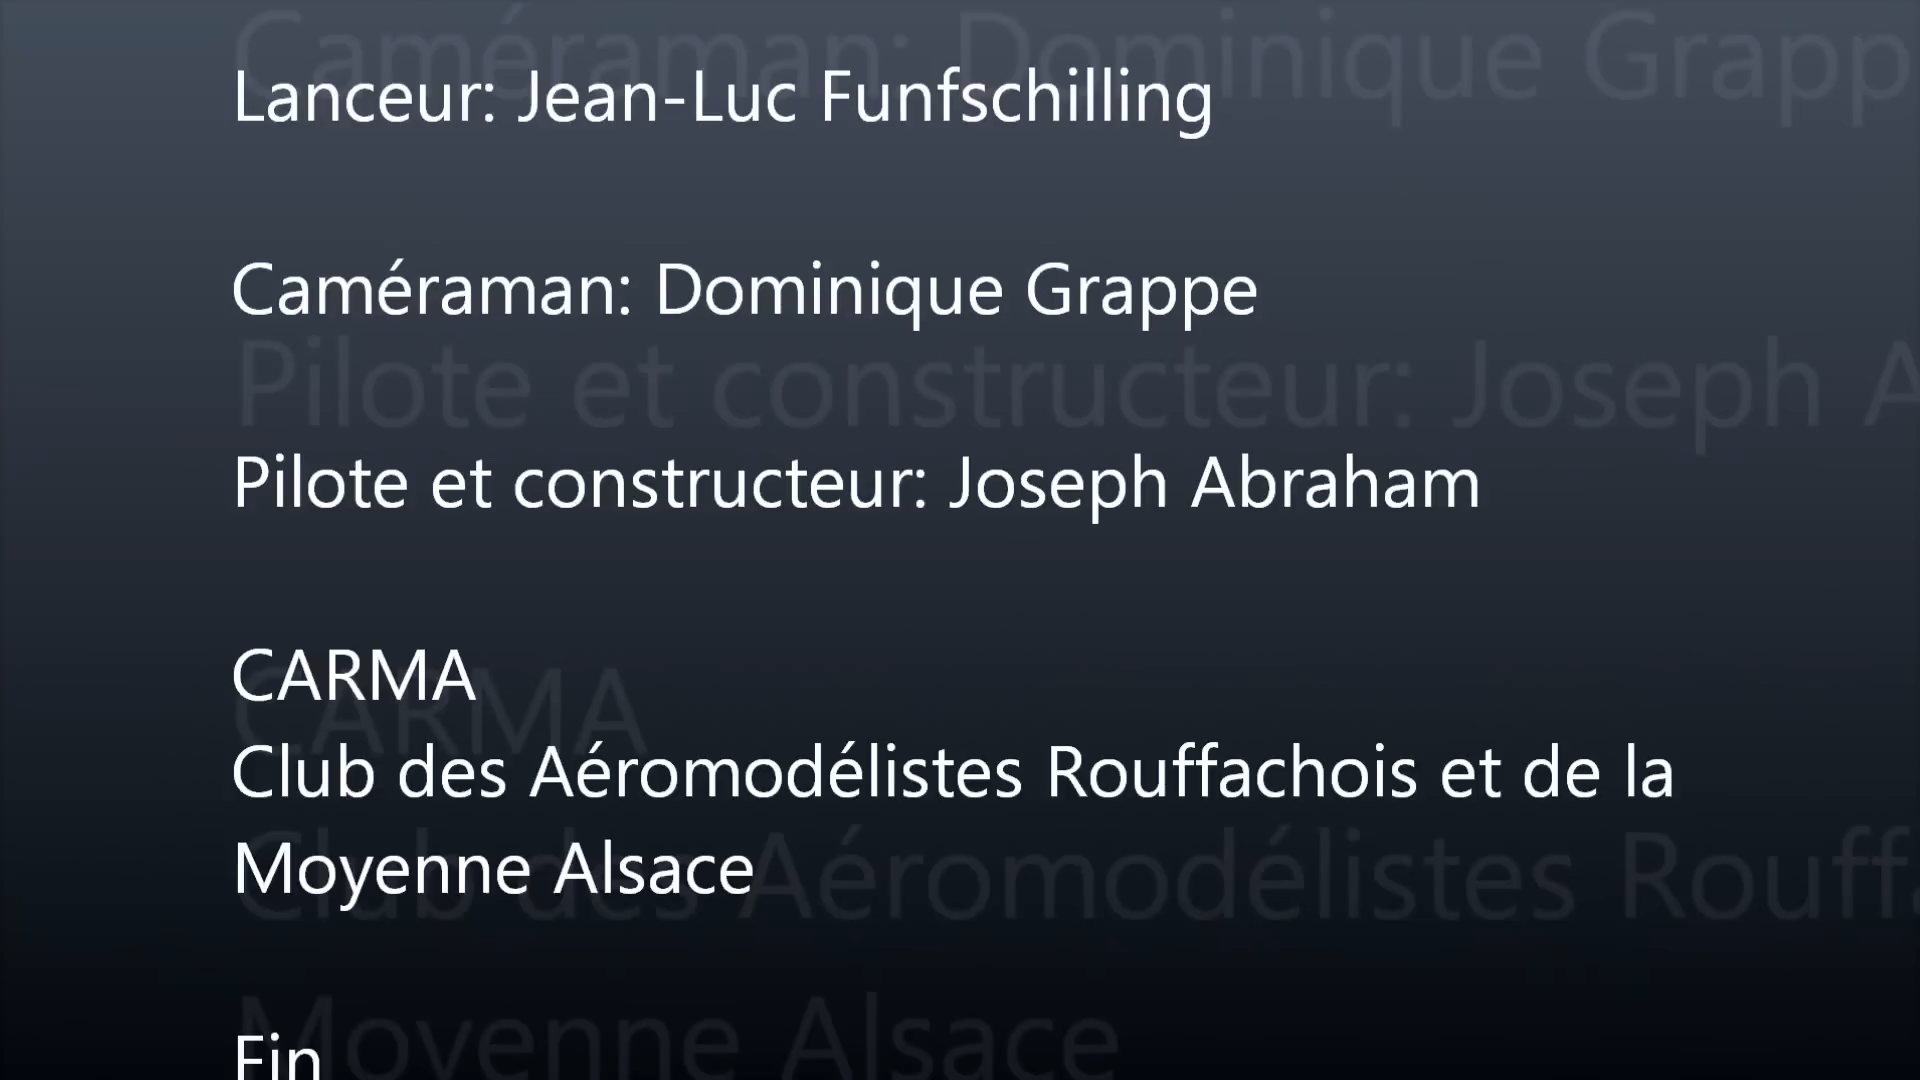 Lanceur: Jean-Luc Funfschilling
Caméraman: Dominique Grappe
Pilote et constructeur: Joseph Abraham
CARMA
Club des Aéromodélistes Rouffachois et de la
Moyenne Alsace
Fin